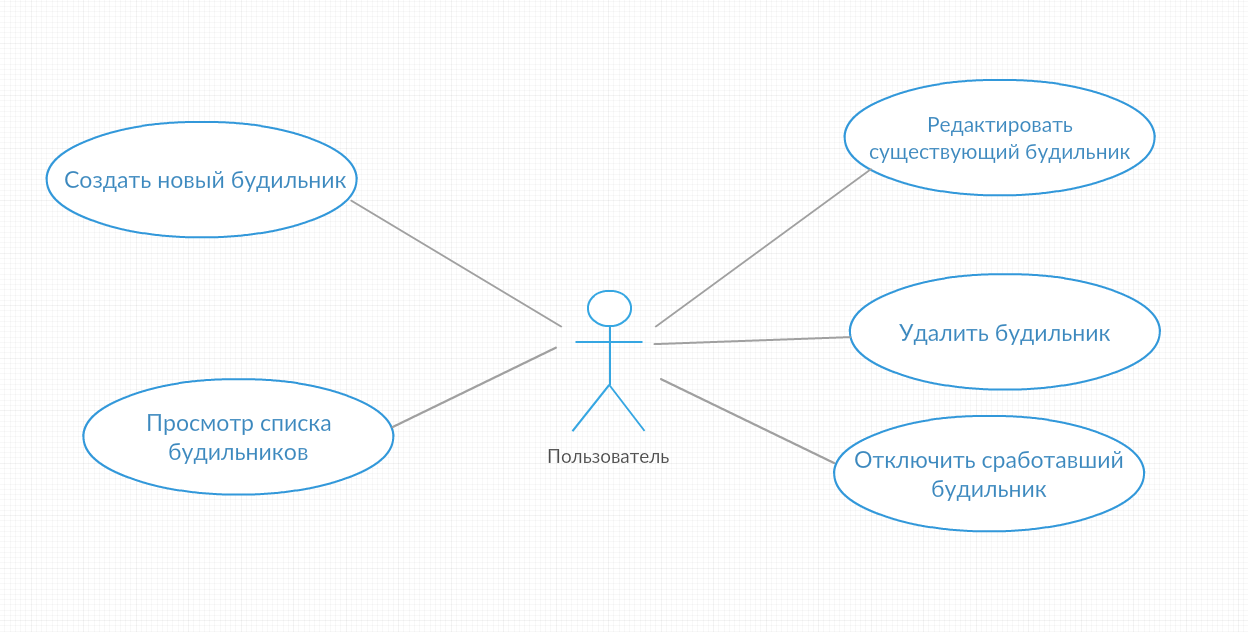 Создать новый будильник
Просмотр списка
будильников
Пользователь
Редактировать
существующий будильник
Удалить будильник
Отключить сработавший
будильник